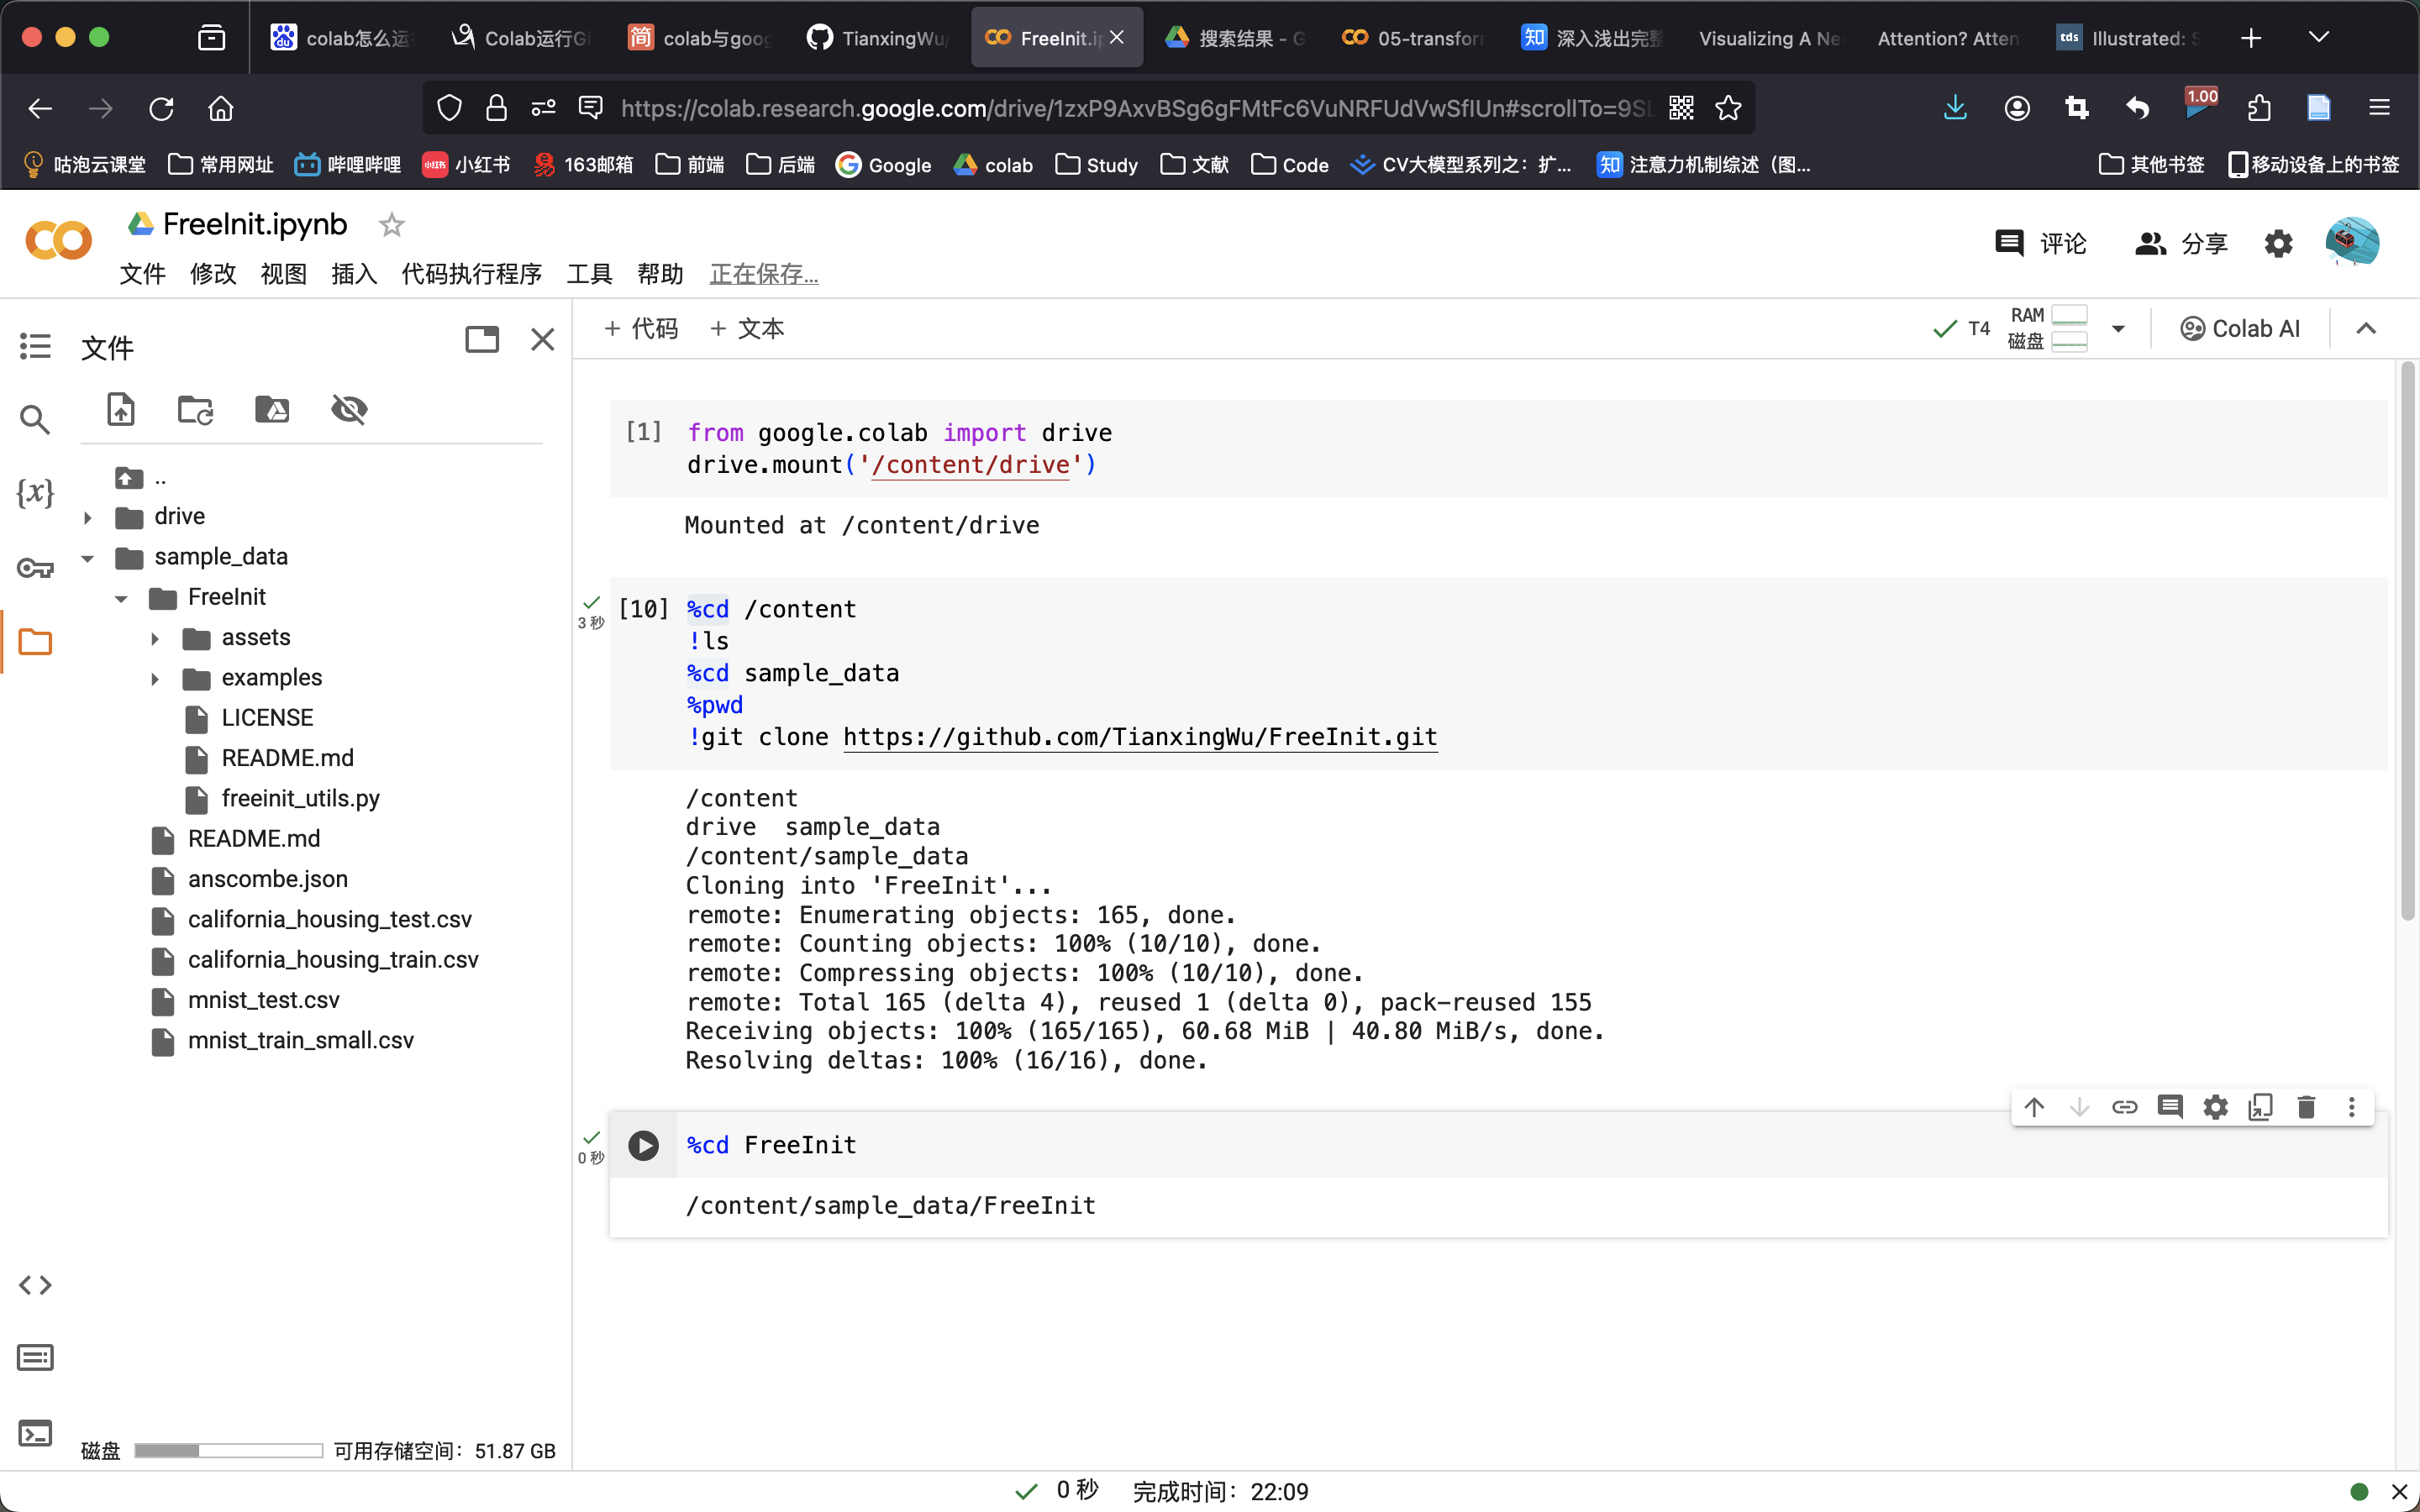 colab怎么运
Colab运行Gi
colab与goog
TianxingWu/
FreeInit.ip
搜索结果 - G
05-transfor
深入浅出完整
Visualizing A Ne
Attention? Atten
tds Illustrated: S
https://colab.research.google.com/drive/1zxP9AxvBSg6gFMtFc6VuNRFUdVwSfIUn#scrollTo=9SL
1.00
咕泡云课堂
常用网址
哔哩哔哩
小红书
163邮箱
前端
后端
Google
colab
Study
文献
Code
CV大模型系列之：扩...
知 注意力机制综述（图...
其他书签
移动设备上的书签
FreeInit.ipynb
评论
分享
文件 修改 视图 插入 代码执行程序 工具 帮助 正在保存...
文件
+ 代码 + 文本
T4
RAM
磁盘
Colab AI
..
drive
sample_data
FreeInit
assets
examples
LICENSE
README.md
freeinit_utils.py
README.md
anscombe.json
california_housing_test.csv
california_housing_train.csv
mnist_test.csv
mnist_train_small.csv
磁盘 可用存储空间：51.87 GB
[1] from google.colab import drive
drive.mount('/content/drive')
Mounted at /content/drive
3 秒
[10] %cd /content
!ls
%cd sample_data
%pwd
!git clone https://github.com/TianxingWu/FreeInit.git
/content
drive sample_data
/content/sample_data
Cloning into 'FreeInit'...
remote: Enumerating objects: 165, done.
remote: Counting objects: 100% (10/10), done.
remote: Compressing objects: 100% (10/10), done.
remote: Total 165 (delta 4), reused 1 (delta 0), pack-reused 155
Receiving objects: 100% (165/165), 60.68 MiB | 40.80 MiB/s, done.
Resolving deltas: 100% (16/16), done.
0 秒
%cd FreeInit
/content/sample_data/FreeInit
0 秒 完成时间：22:09